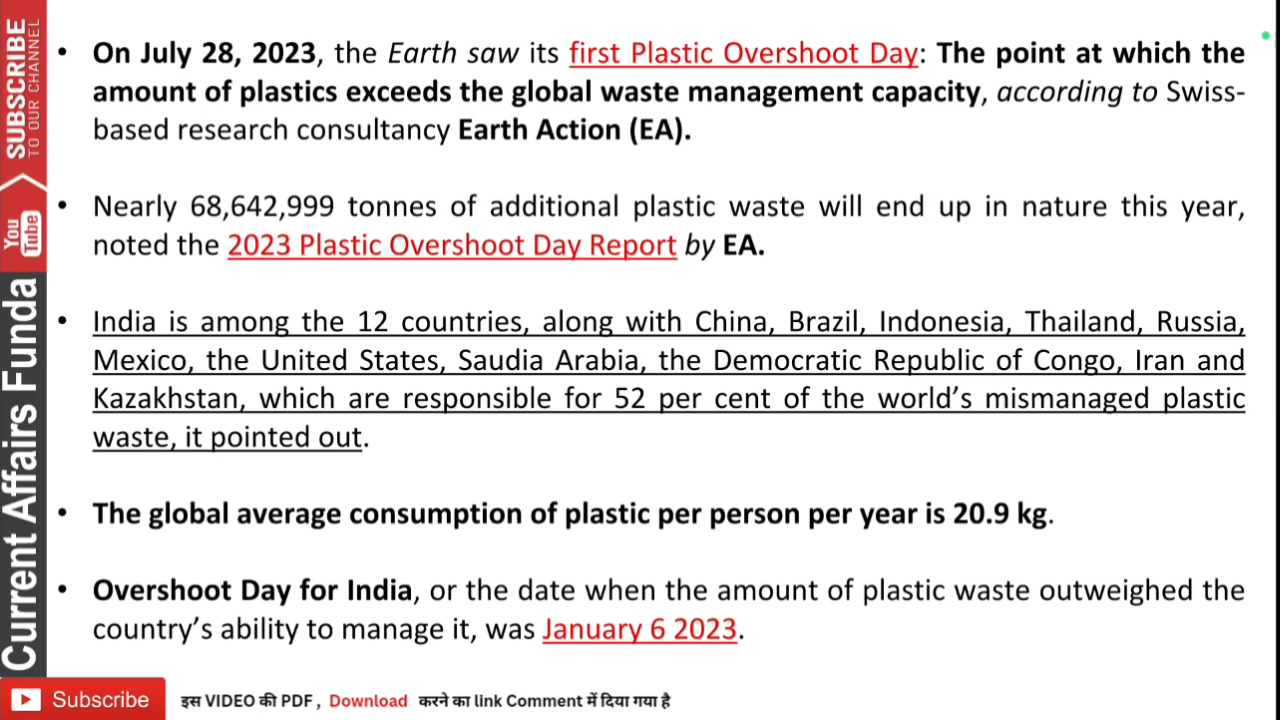 SUBSCRIBE
TO OUR CHANNEL
You
Tube
Current Affairs Funda
• On July 28, 2023, the Earth saw its first Plastic Overshoot Day: The point at which the
amount of plastics exceeds the global waste management capacity, according to Swiss-
based research consultancy Earth Action (EA).
• Nearly 68,642,999 tonnes of additional plastic waste will end up in nature this year,
noted the 2023 Plastic Overshoot Day Report by EA.
• India is among the 12 countries, along with China, Brazil, Indonesia, Thailand, Russia,
Mexico, the United States, Saudia Arabia, the Democratic Republic of Congo, Iran and
Kazakhstan, which are responsible for 52 per cent of the world’s mismanaged plastic
waste, it pointed out.
• The global average consumption of plastic per person per year is 20.9 kg.
• Overshoot Day for India, or the date when the amount of plastic waste outweighed the
country’s ability to manage it, was January 6 2023.
Subscribe
इस VIDEO की PDF , Download करने का link Comment में दिया गया है